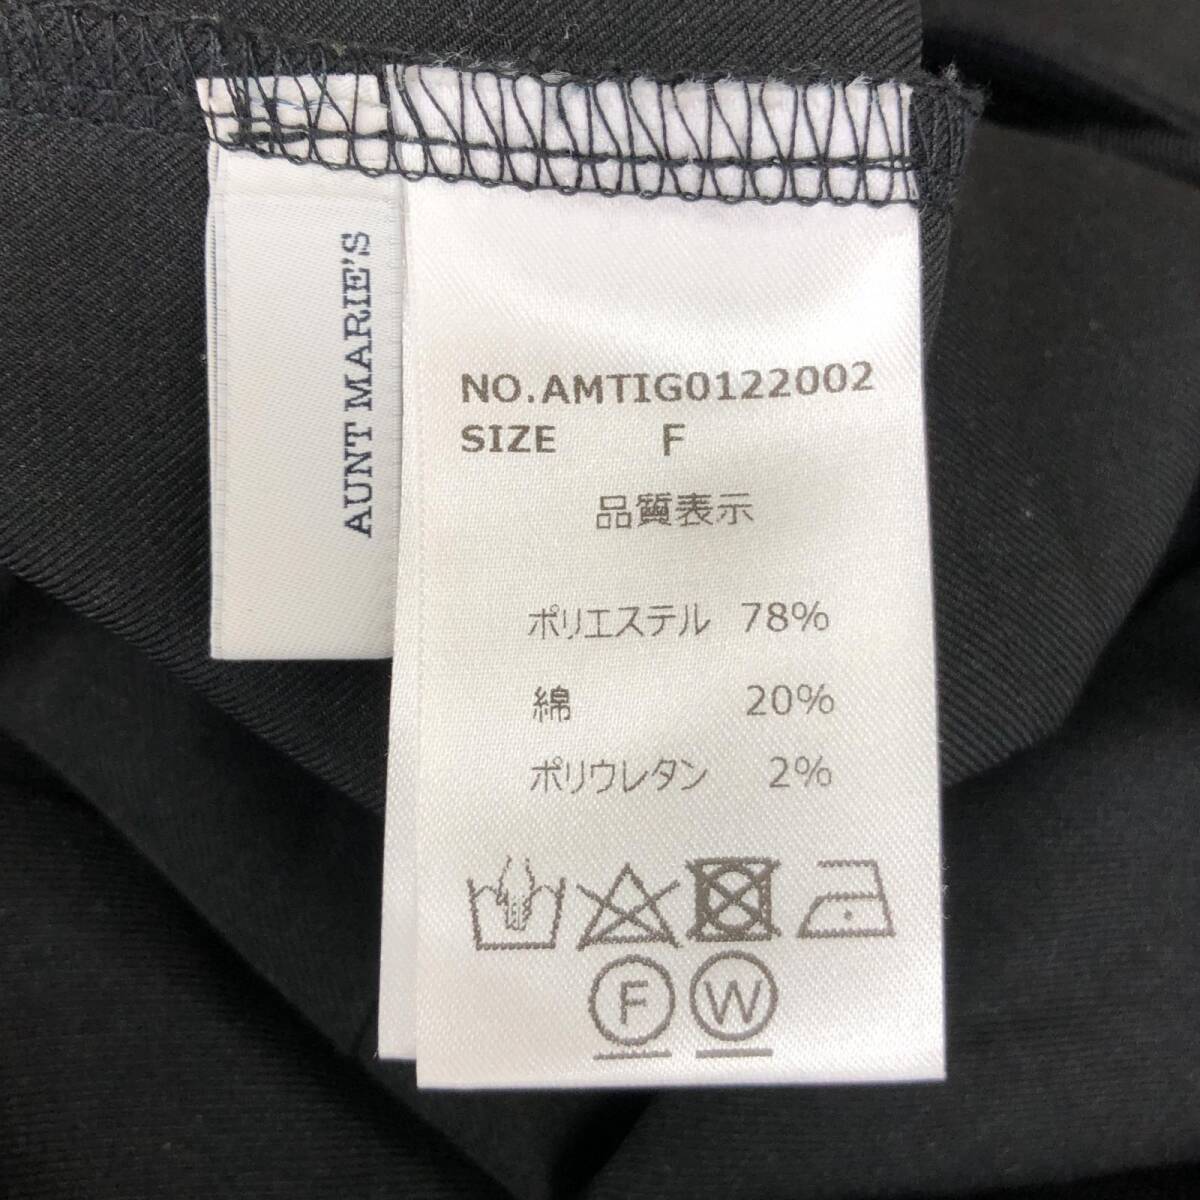 AUNT MARIE'S
NO.AMTIG0122002
SIZE F
品質表示
ポリエステル 78%
綿 20%
ポリウレタン 2%
F W